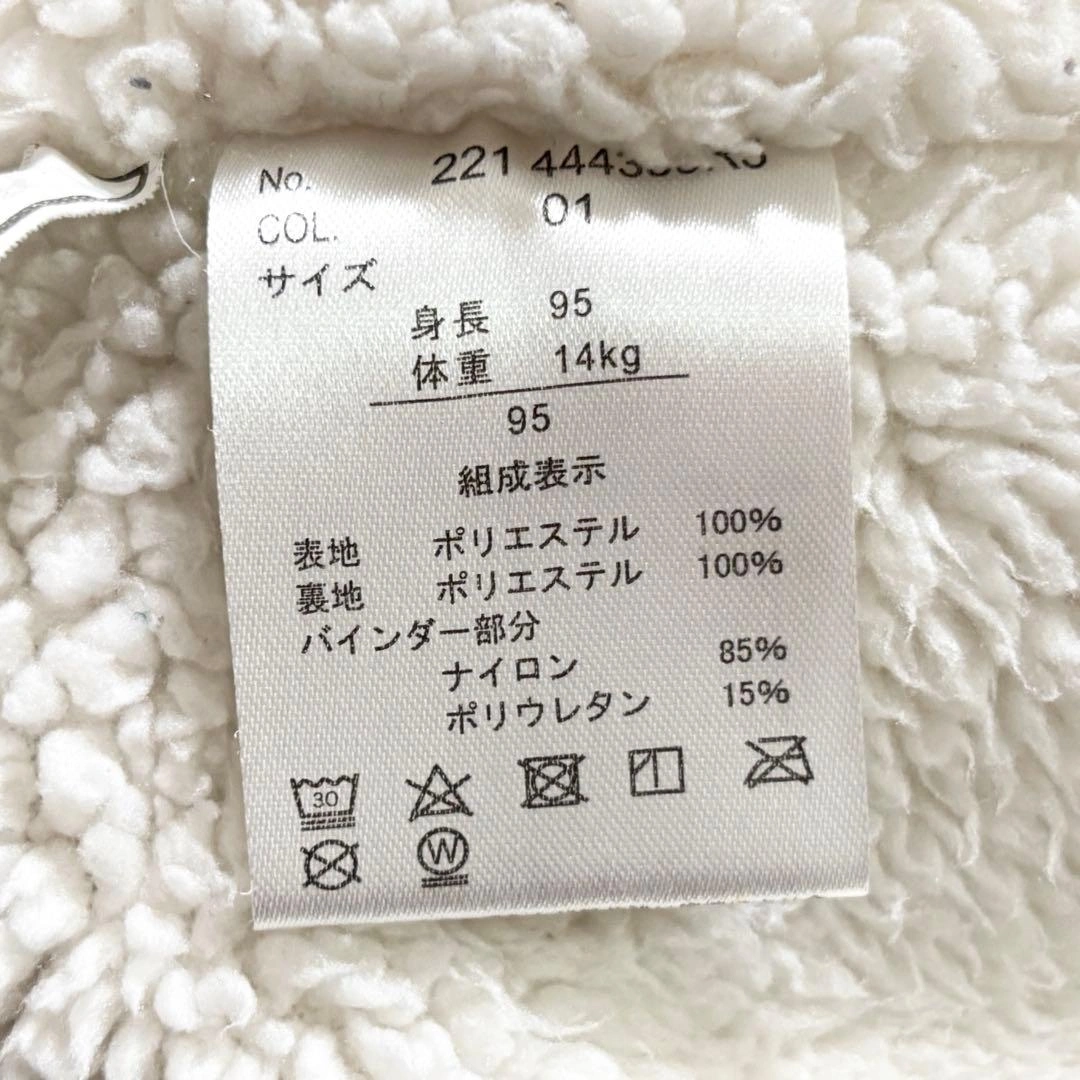 No. 221
COL. 01
サイズ
身長 95
体重 14kg
95
組成表示
表地 ポリエステル 100%
裏地 ポリエステル 100%
バインダー部分
ナイロン 85%
ポリウレタン 15%
30
W